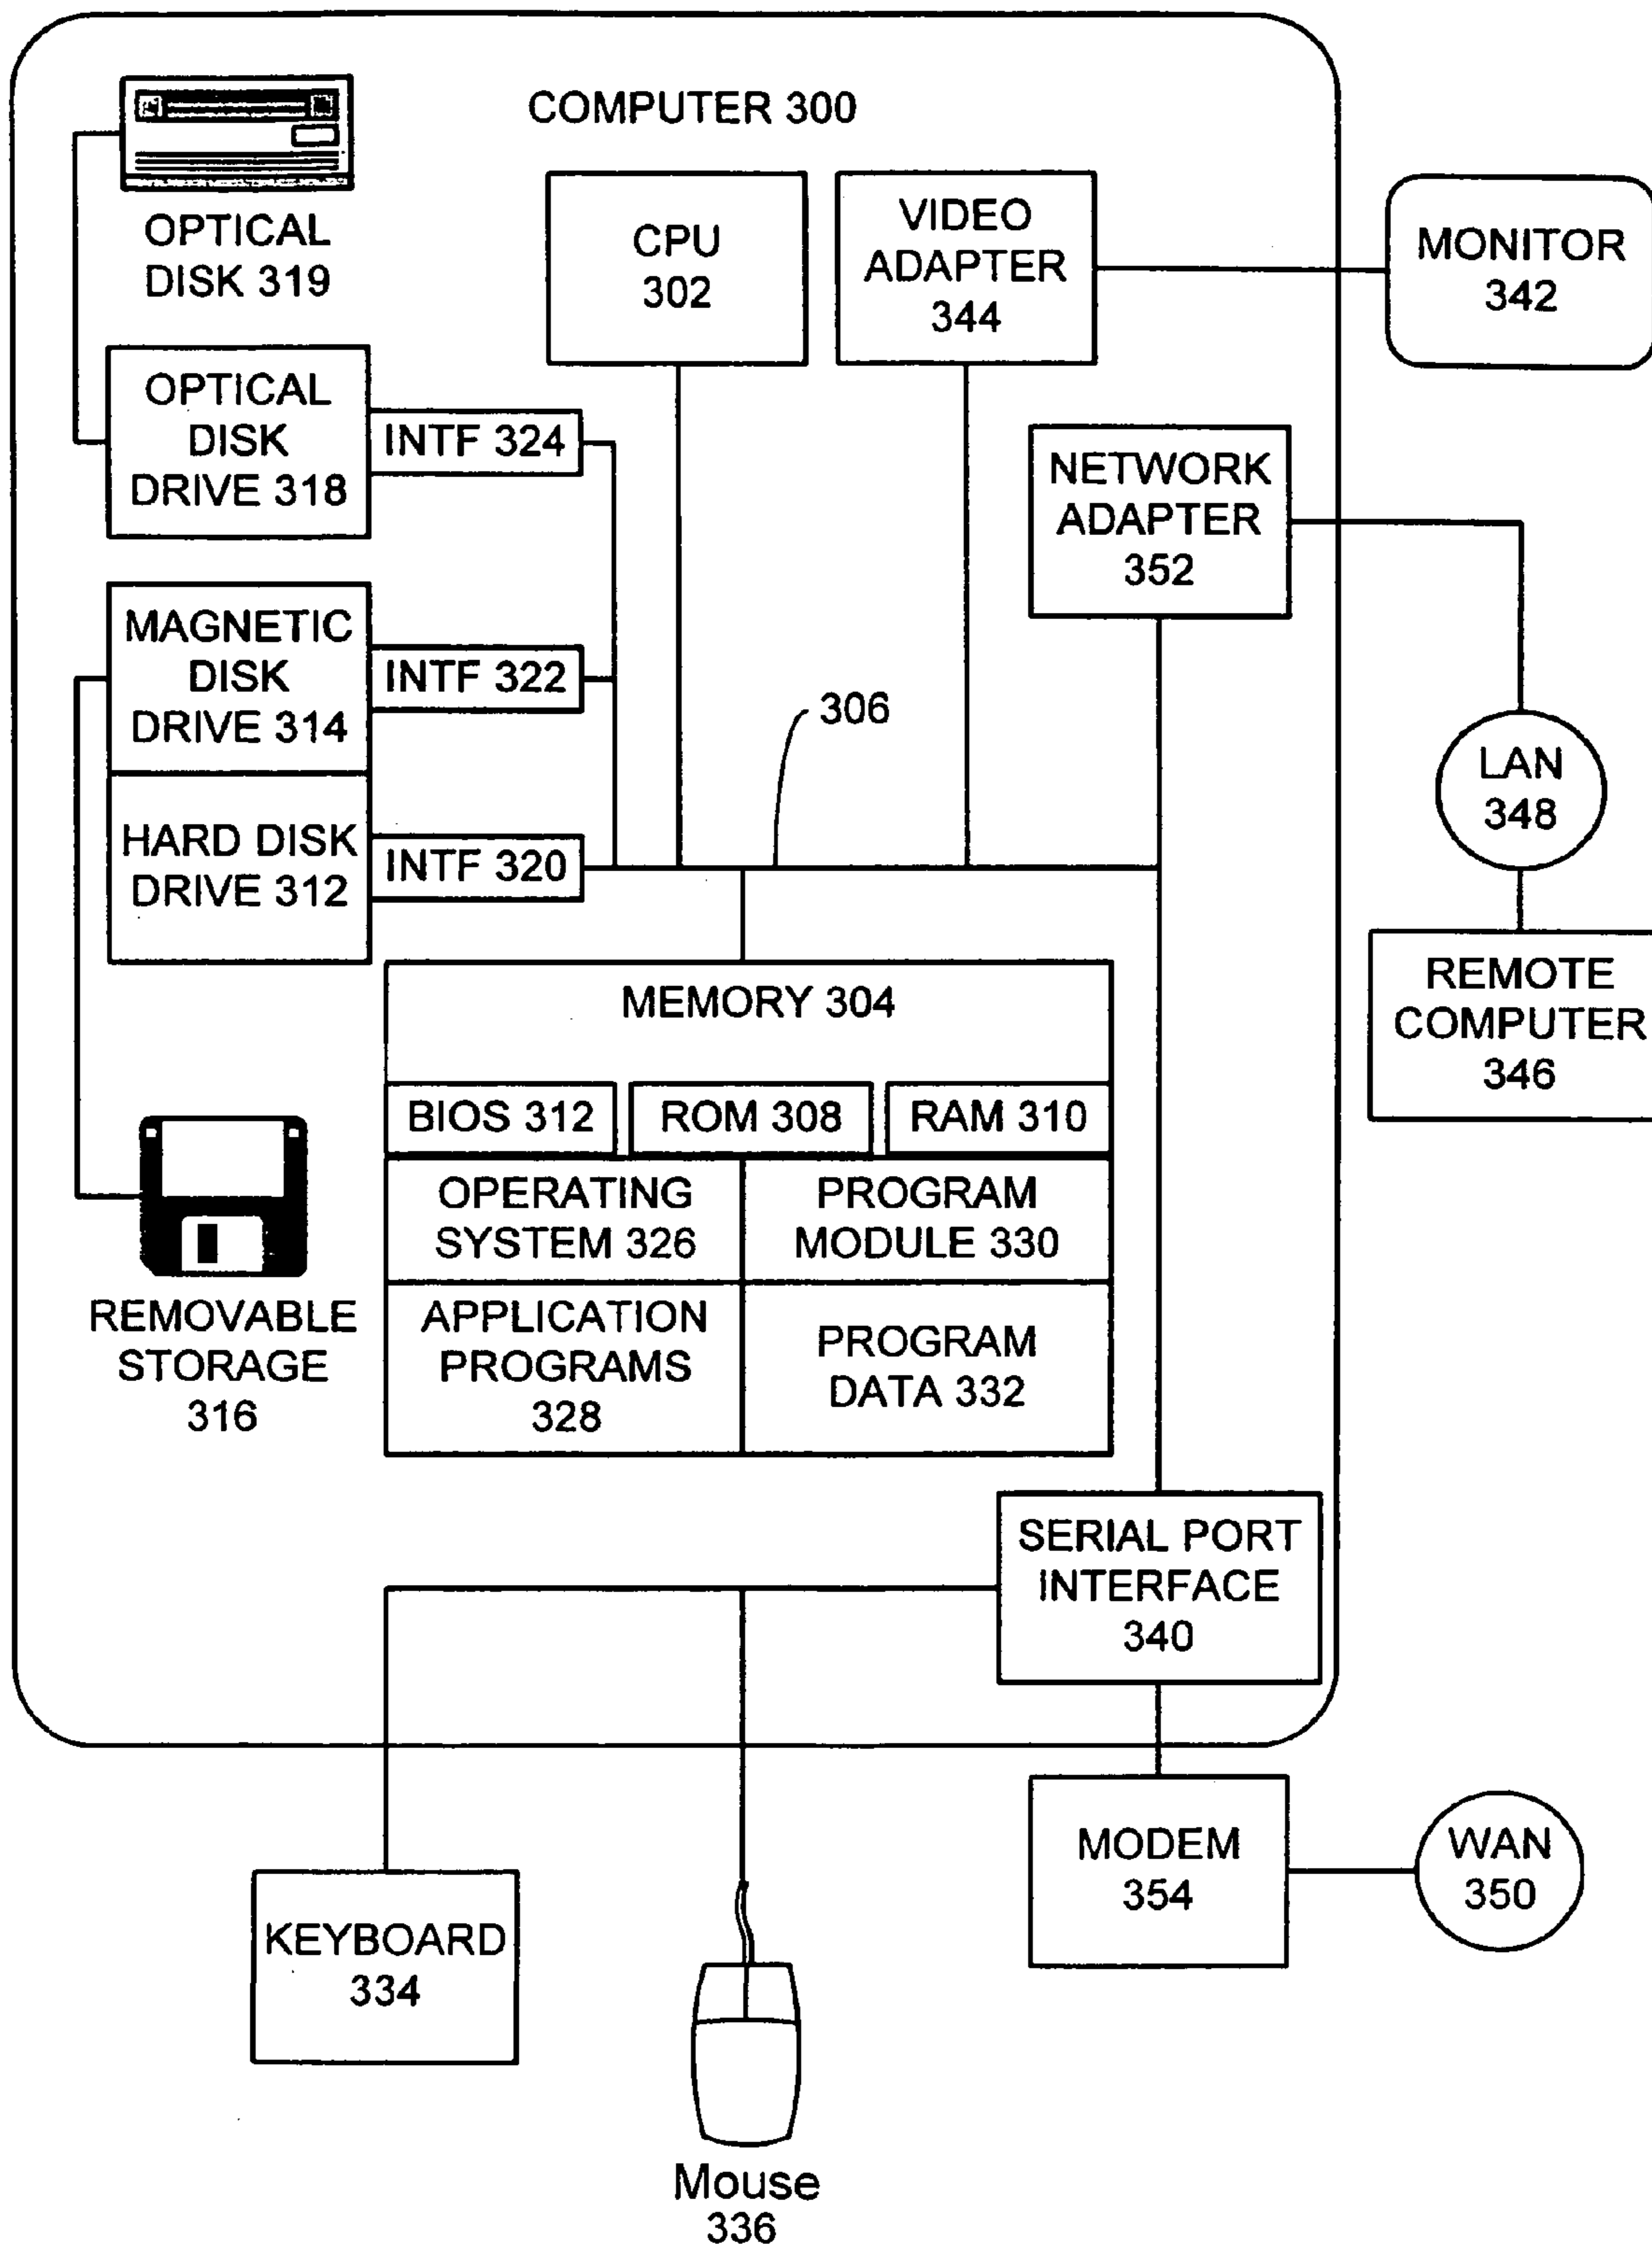 COMPUTER 300
OPTICAL
DISK 319
CPU
302
VIDEO
ADAPTER
344
MONITOR
342
OPTICAL
DISK
DRIVE 318
INTF 324
NETWORK
ADAPTER
352
MAGNETIC
DISK
DRIVE 314
INTF 322
306
LAN
348
HARD DISK
DRIVE 312
INTF 320
REMOTE
COMPUTER
346
MEMORY 304
BIOS 312
ROM 308
RAM 310
OPERATING
SYSTEM 326
PROGRAM
MODULE 330
REMOVABLE
STORAGE
316
APPLICATION
PROGRAMS
328
PROGRAM
DATA 332
SERIAL PORT
INTERFACE
340
MODEM
354
WAN
350
KEYBOARD
334
Mouse
336